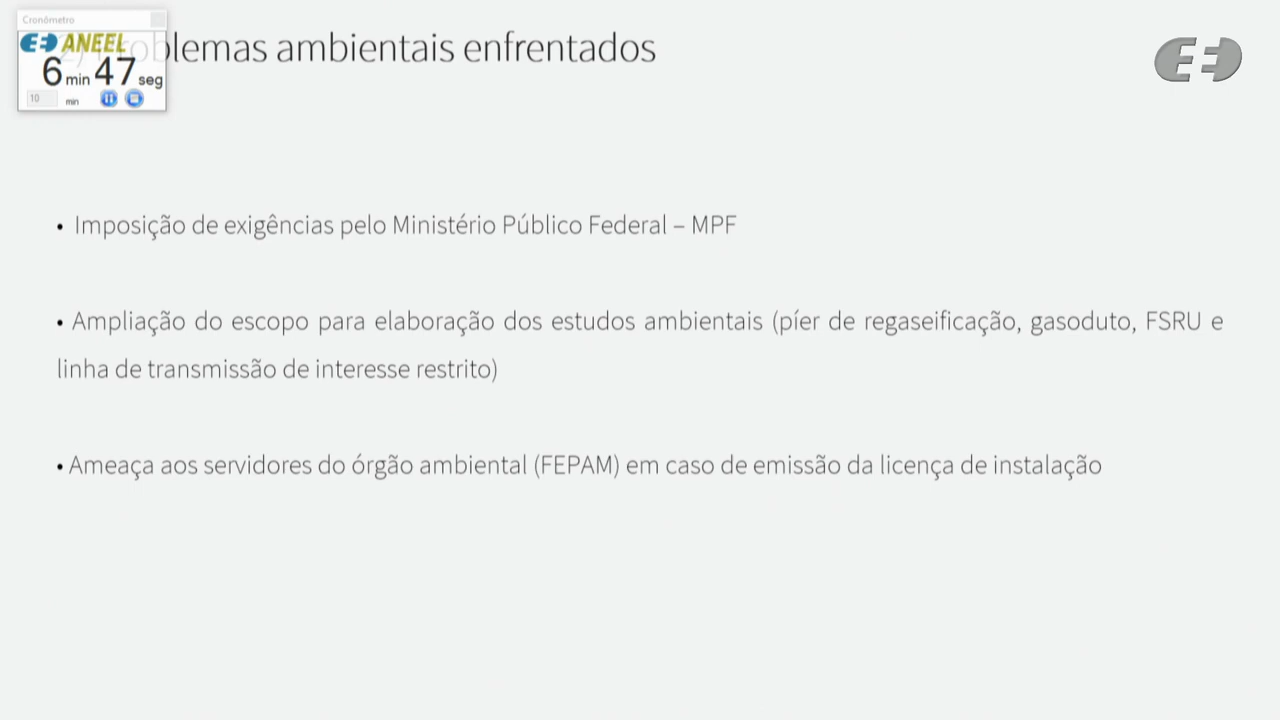 Cronômetro
ANEEL
6 min 47 seg
10 min
2) Problemas ambientais enfrentados
• Imposição de exigências pelo Ministério Público Federal – MPF
• Ampliação do escopo para elaboração dos estudos ambientais (píer de regaseificação, gasoduto, FSRU e
linha de transmissão de interesse restrito)
• Ameaça aos servidores do órgão ambiental (FEPAM) em caso de emissão da licença de instalação